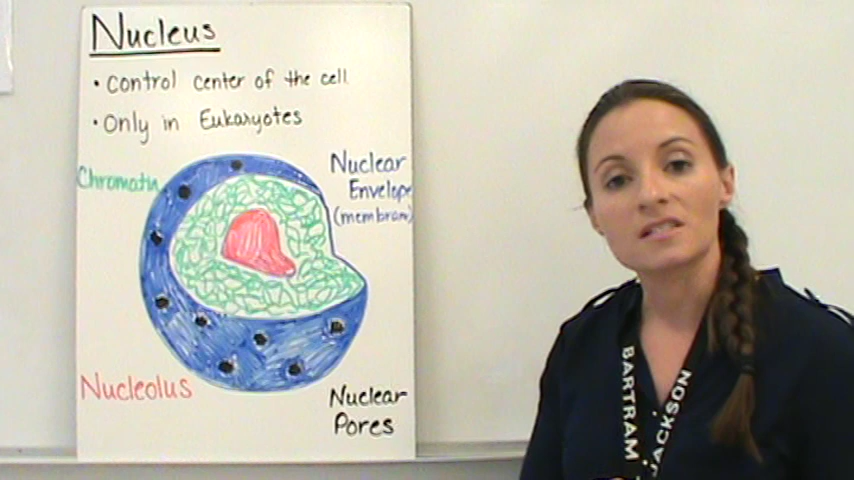 Nucleus
• Control center of the cell
• Only in Eukaryotes
Chromatin
Nuclear
Envelope
(membrane)
Nucleolus
Nuclear
Pores
BARTRAM
JACKSON